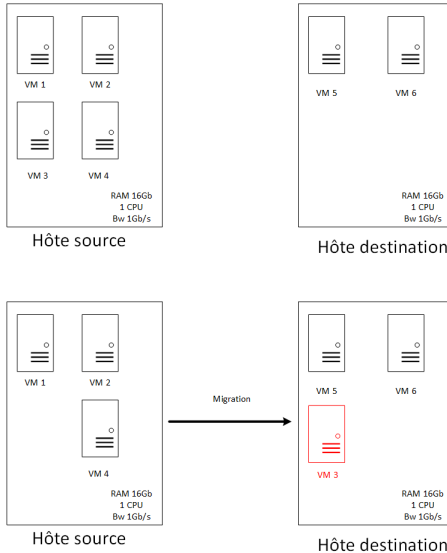 VM 1
VM 2
VM 5
VM 6
VM 3
VM 4
RAM 16Gb
1 CPU
Bw 1Gb/s
RAM 16Gb
1 CPU
Bw 1Gb/s
Hôte source
Hôte destination
VM 1
VM 2
Migration
VM 5
VM 6
VM 4
VM 3
RAM 16Gb
1 CPU
Bw 1Gb/s
RAM 16Gb
1 CPU
Bw 1Gb/s
Hôte source
Hôte destination